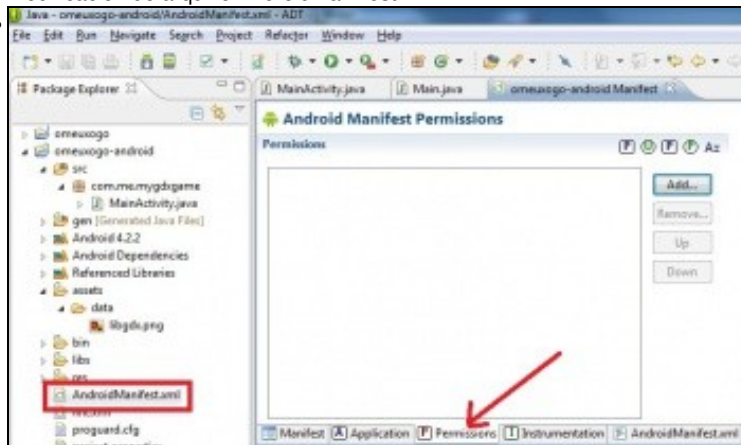 Java - omeuxogo-android/AndroidManifest.xml - ADT
File Edit Run Navigate Search Project Refactor Window Help
Package Explorer
MainActivity.java
Main.java
omeuxogo-android Manifest
Android Manifest Permissions
Permissions
Az
omeuxogo
omeuxogo-android
src
com.me.mygdxgame
MainActivity.java
gen [Generated Java Files]
Android 4.2.2
Android Dependencies
Referenced Libraries
assets
data
libgdx.png
bin
libs
res
AndroidManifest.xml
proguard.cfg
Add...
Remove...
Up
Down
Manifest A Application P Permissions I Instrumentation AndroidManifest.xml